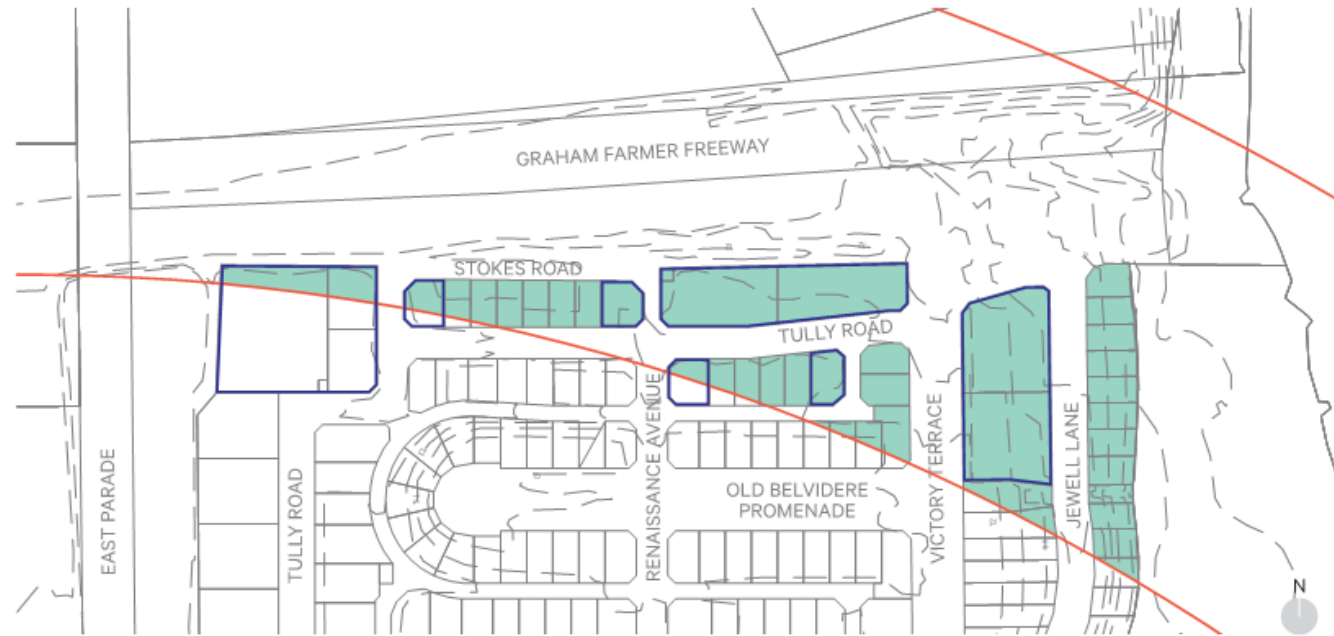 GRAHAM FARMER FREEWAY
STOKES ROAD
TULLY ROAD
EAST PARADE
TULLY ROAD
RENAISSANCE AVENUE
OLD BELVIDERE
PROMENADE
VICTORY TERRACE
JEWELL LANE
N